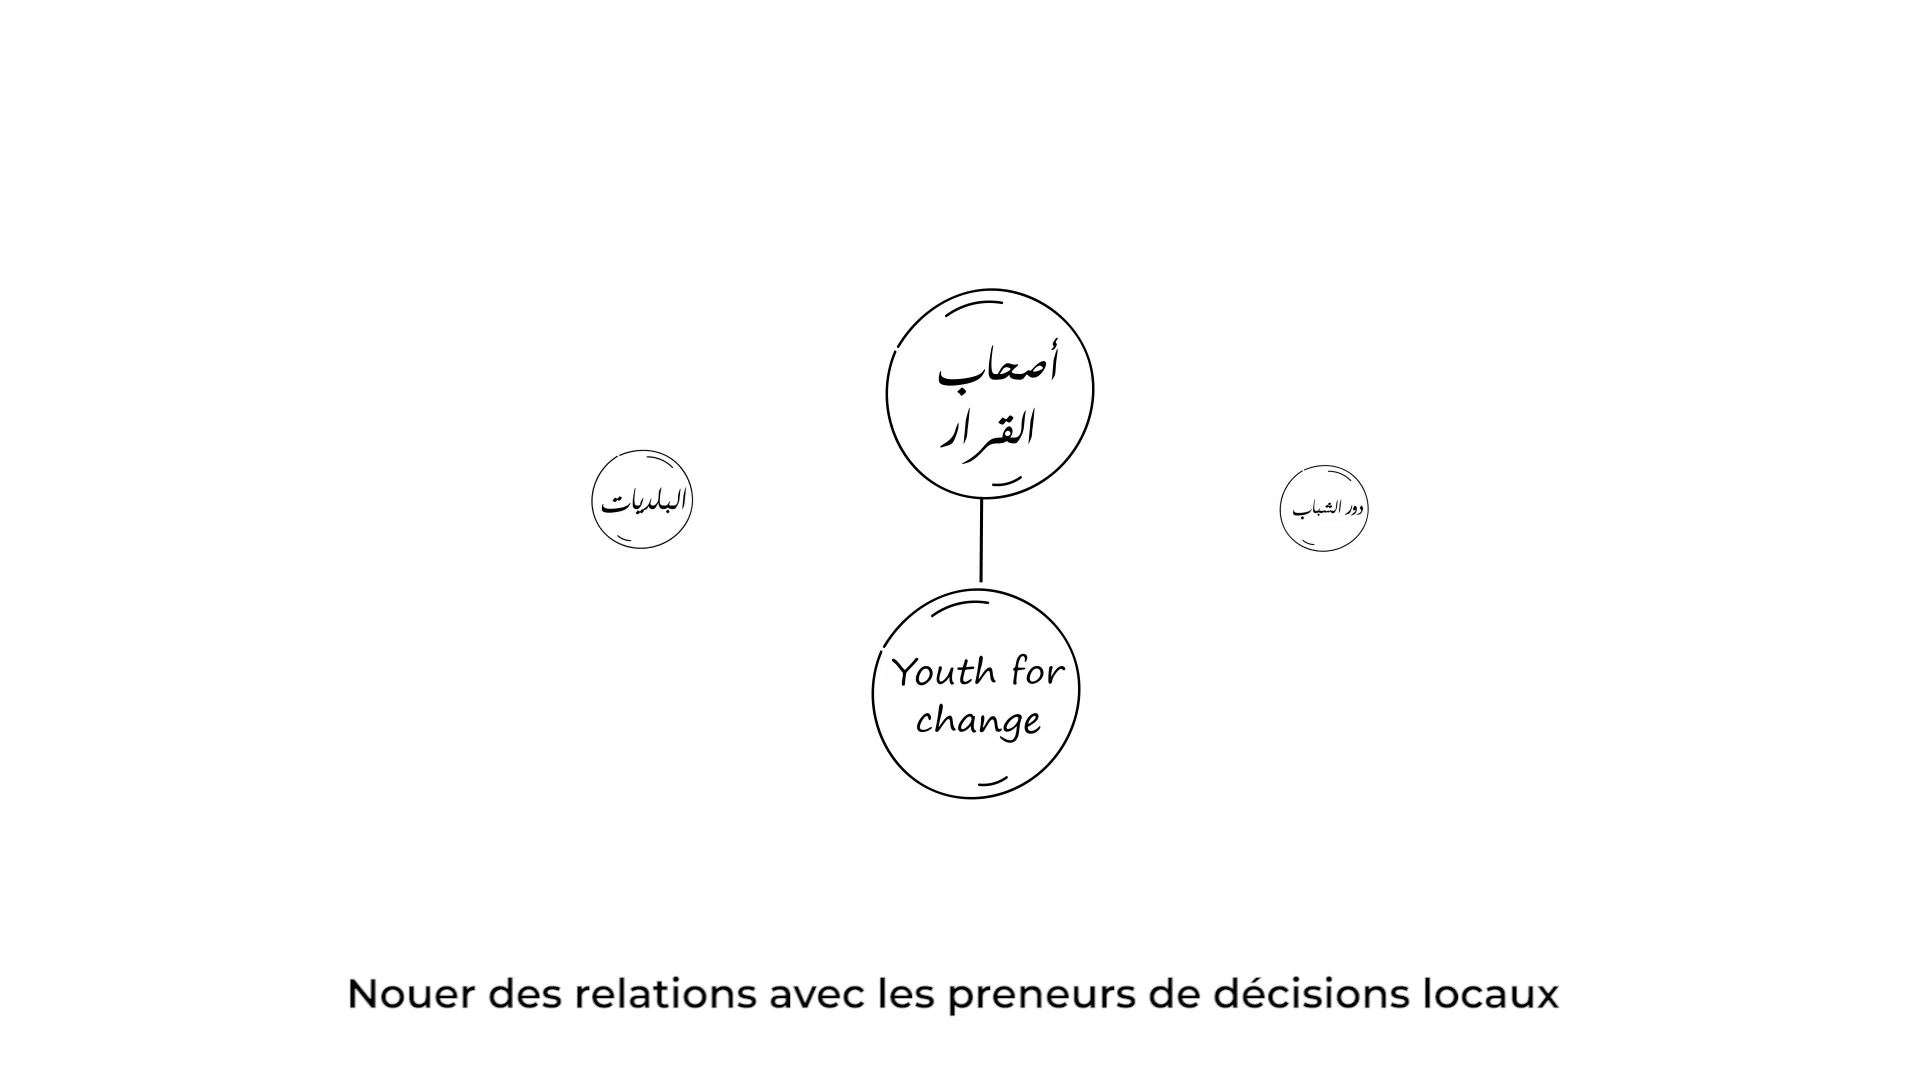 أصحاب
القرار
البلديات
دور الشباب
Youth for
change
Nouer des relations avec les preneurs de décisions locaux